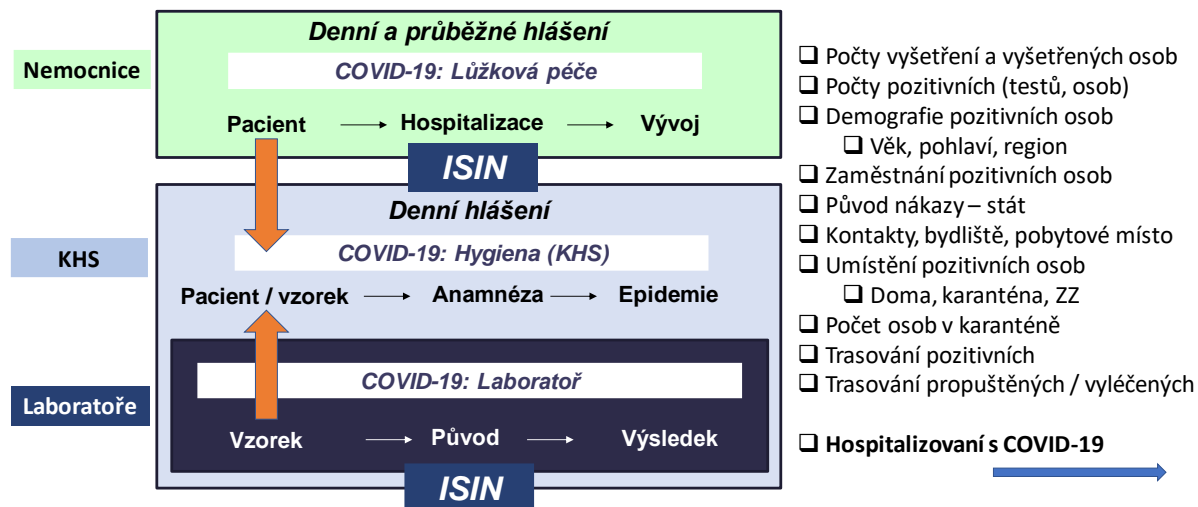 Nemocnice
Denní a průběžné hlášení
COVID-19: Lůžková péče
Pacient
Hospitalizace
Vývoj
ISIN
KHS
Denní hlášení
COVID-19: Hygiena (KHS)
Pacient / vzorek
Anamnéza
Epidemie
Laboratoře
COVID-19: Laboratoř
Vzorek
Původ
Výsledek
ISIN
Počty vyšetření a vyšetřených osob
Počty pozitivních (testů, osob)
Demografie pozitivních osob
Věk, pohlaví, region
Zaměstnání pozitivních osob
Původ nákazy – stát
Kontakty, bydliště, pobytové místo
Umístění pozitivních osob
Doma, karanténa, ZZ
Počet osob v karanténě
Trasování pozitivních
Trasování propuštěných / vyléčených
Hospitalizovaní s COVID-19